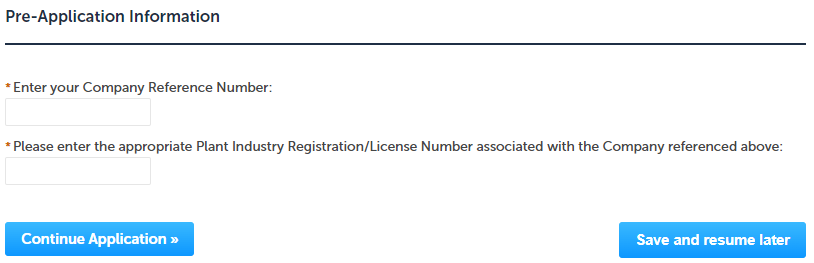 Pre-Application Information
* Enter your Company Reference Number:
* Please enter the appropriate Plant Industry Registration/License Number associated with the Company referenced above:
Continue Application »
Save and resume later